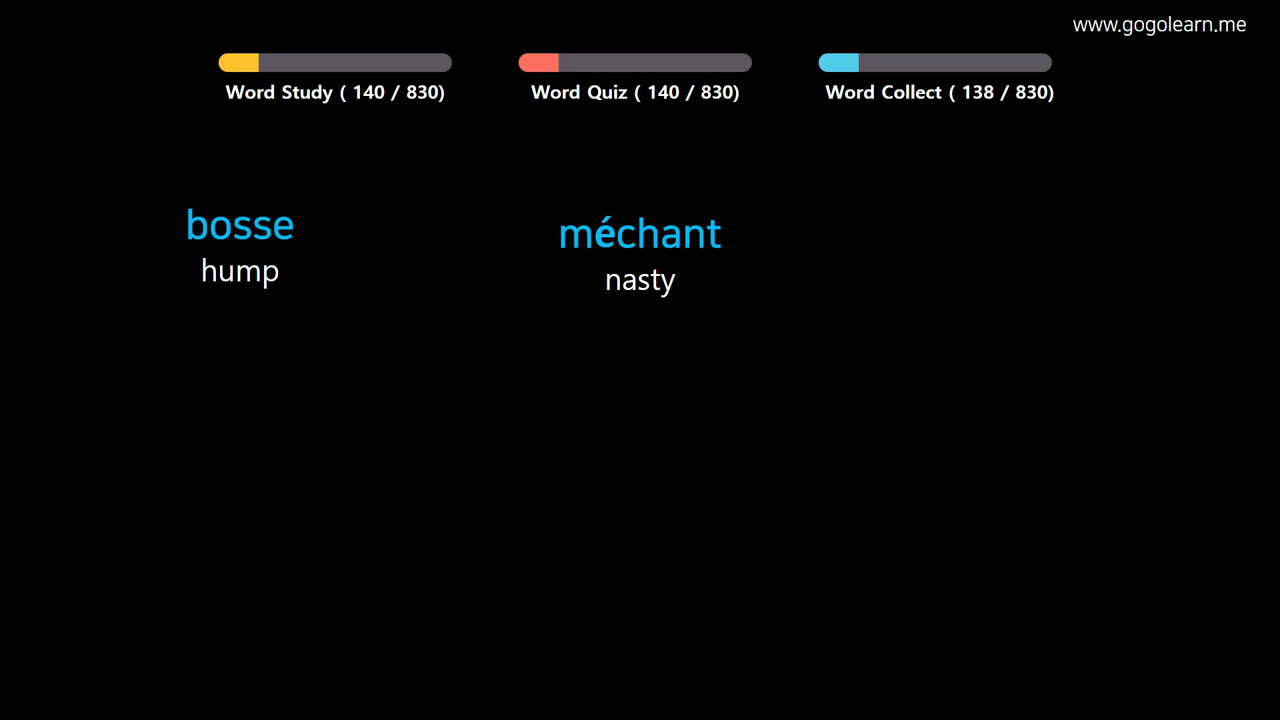 www.gogolearn.me
Word Study ( 140 / 830)
Word Quiz ( 140 / 830)
Word Collect ( 138 / 830)
bosse
hump
méchant
nasty